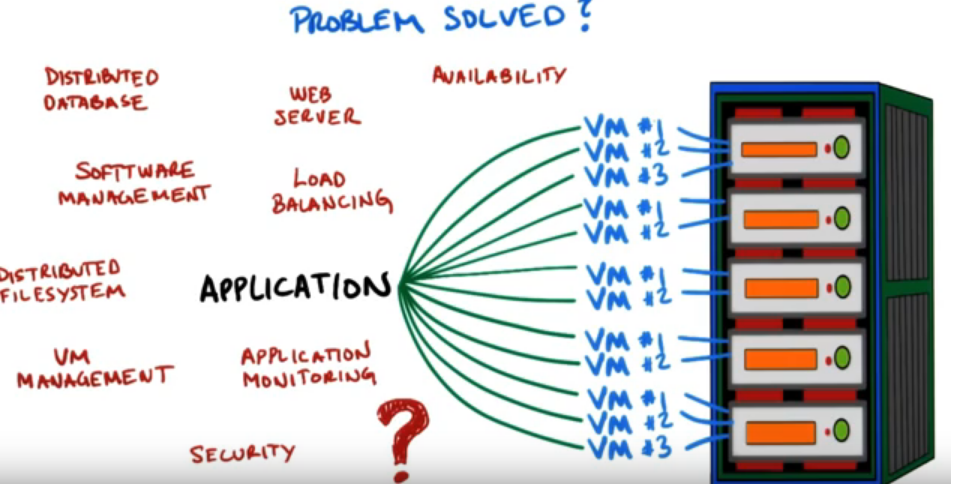 PROBLEM SOLVED?
DISTRIBUTED
DATABASE
WEB
SERVER
AVAILABILITY
SOFTTWARE
MANAGEMENT
LOAD
BALANCING
DISTRIBUTED
FILESYSTEM
APPLICATION
VM
MANAGEMENT
APPLICATION
MONITORING
SECURITY
?
VM #1
VM #2
VM #3
VM #1
VM #2
VM #1
VM #2
VM #1
VM #2
VM #1
VM #2
VM #3